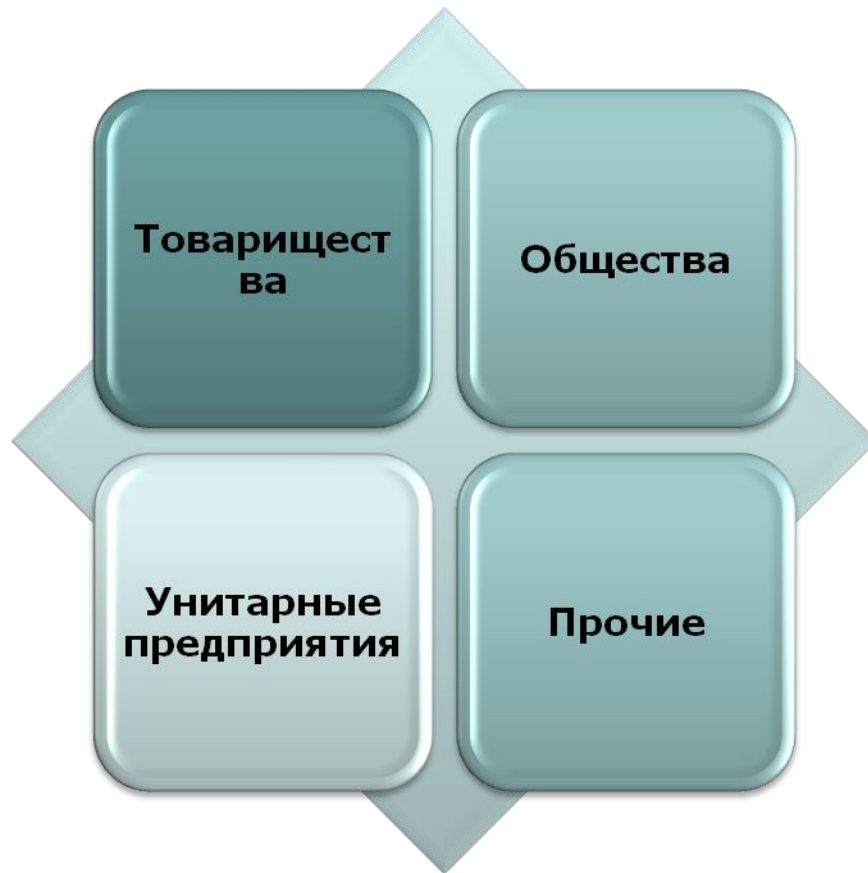 Товарищест
ва
Общества
Унитарные
предприятия
Прочие